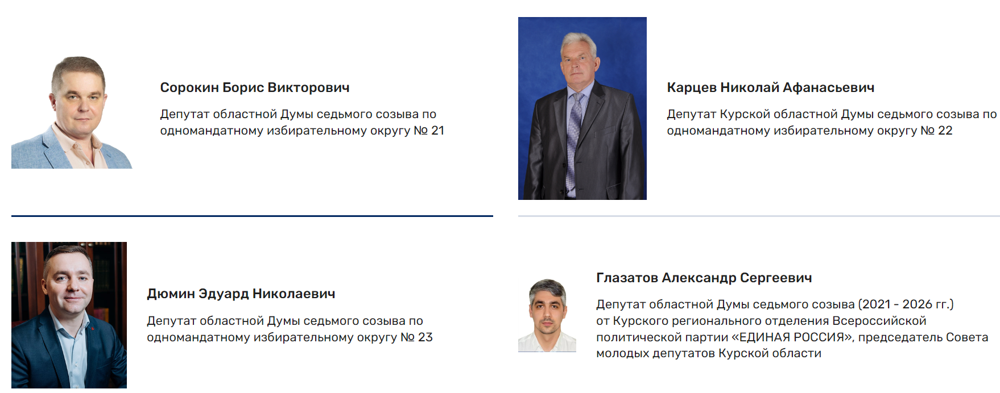 Сорокин Борис Викторович
Депутат областной Думы седьмого созыва по
одномандатному избирательному округу № 21
Карцев Николай Афанасьевич
Депутат Курской областной Думы седьмого созыва по
одномандатному избирательному округу № 22
Дюмин Эдуард Николаевич
Депутат областной Думы седьмого созыва по
одномандатному избирательному округу № 23
Глазатов Александр Сергеевич
Депутат областной Думы седьмого созыва (2021 - 2026 гг.)
от Курского регионального отделения Всероссийской
политической партии «ЕДИНАЯ РОССИЯ», председатель Совета
молодых депутатов Курской области